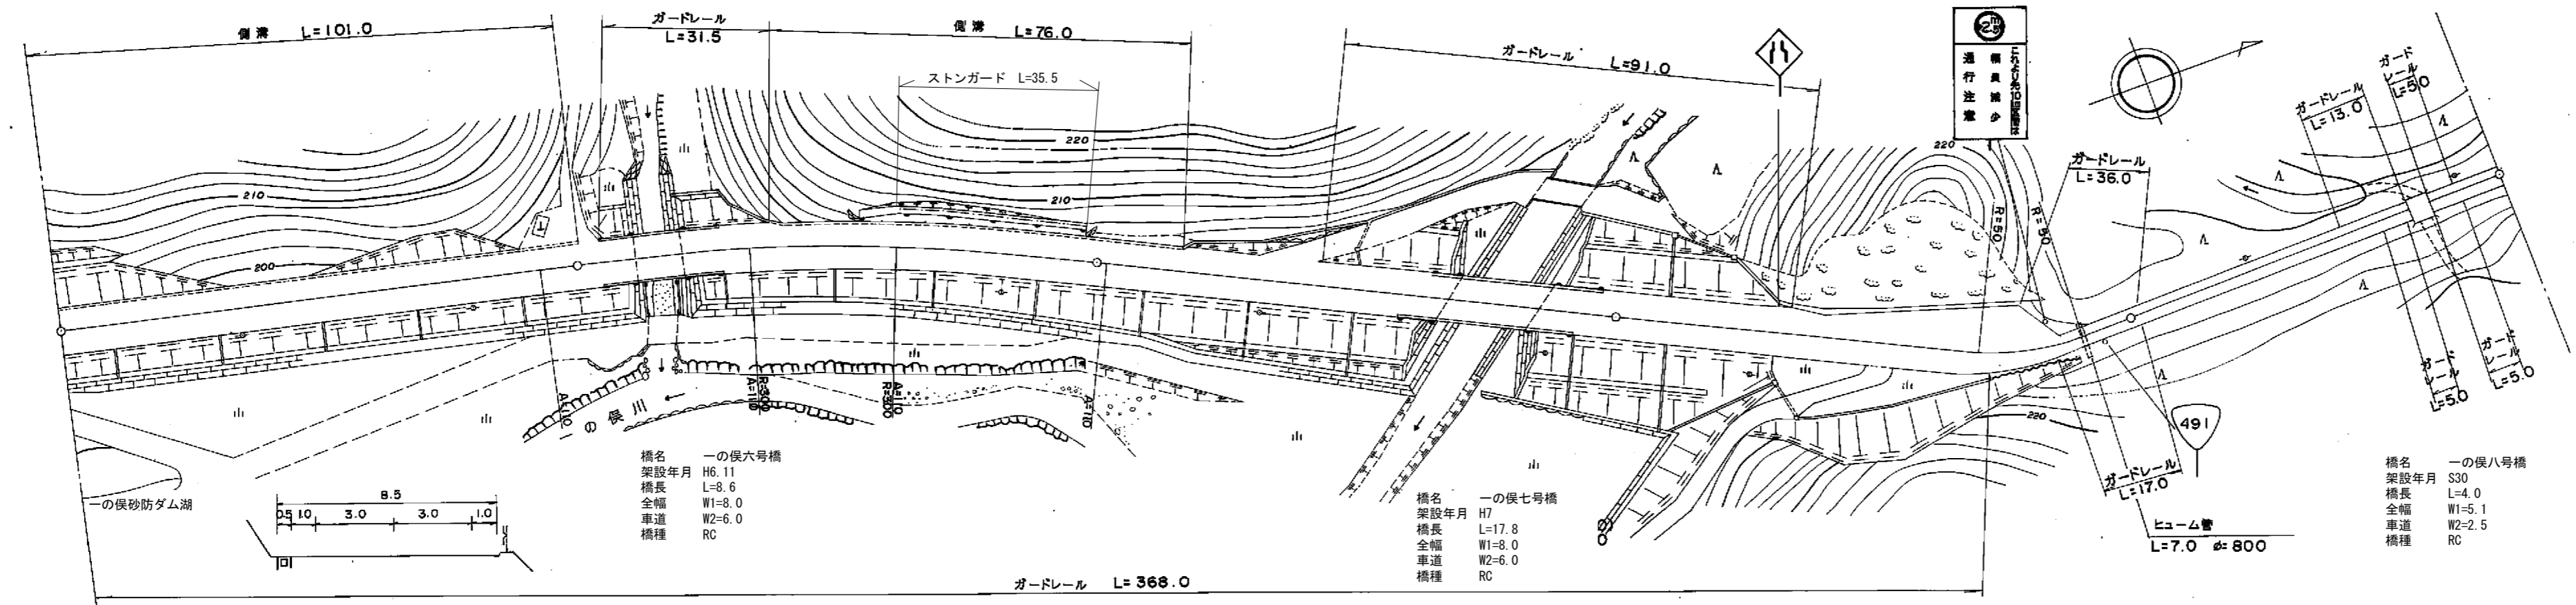 側溝 L=101.0
ガードレール
L=31.5
側溝 L=76.0
ストンガード L=35.5
ガードレール L=91.0
2.5m
幅員減少
通行注意
ガードレール
L=36.0
ガードレール
L=13.0
ガードレール
L=5.0
220
210
200
220
210
220
R=50
R=50
A=110
R=300
A=110
A=110
R=300
A=110
一の俣川
491
ガードレール
L=17.0
ガードレール
L=5.0
ガードレール
L=5.0
ヒューム管
L=7.0 φ=800
一の俣砂防ダム湖
8.5
0.5 1.0 3.0 3.0 1.0
橋名 一の俣六号橋
架設年月 H6.11
橋長 L=8.6
全幅 W1=8.0
車道 W2=6.0
橋種 RC
橋名 一の俣七号橋
架設年月 H7
橋長 L=17.8
全幅 W1=8.0
車道 W2=6.0
橋種 RC
橋名 一の俣八号橋
架設年月 S30
橋長 L=4.0
全幅 W1=5.1
車道 W2=2.5
橋種 RC
ガードレール L=368.0